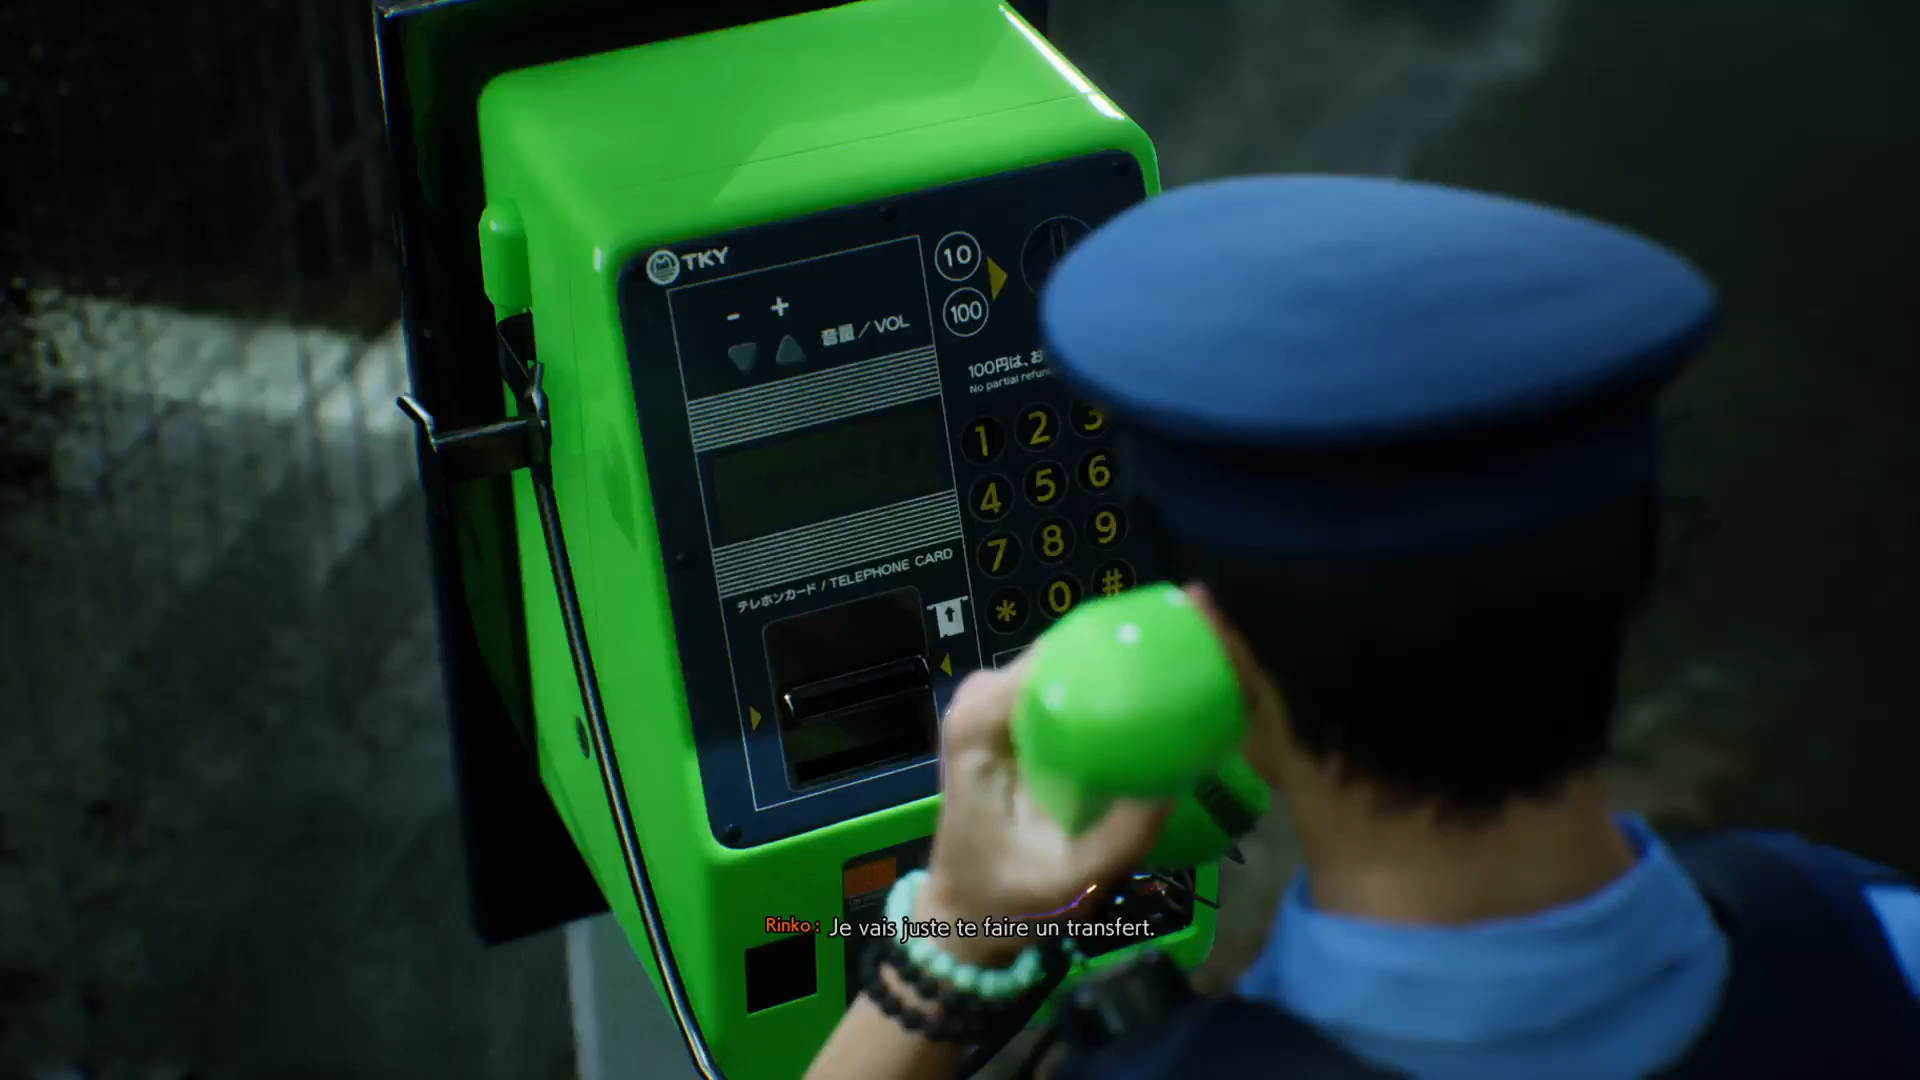 TKY
- +
音量/VOL
10
100
100円は、お
No partial
1 2 3
4 5 6
7 8 9
* 0 #
テレホンカード / TELEPHONE CARD
Rinko : Je vais juste te faire un transfert.